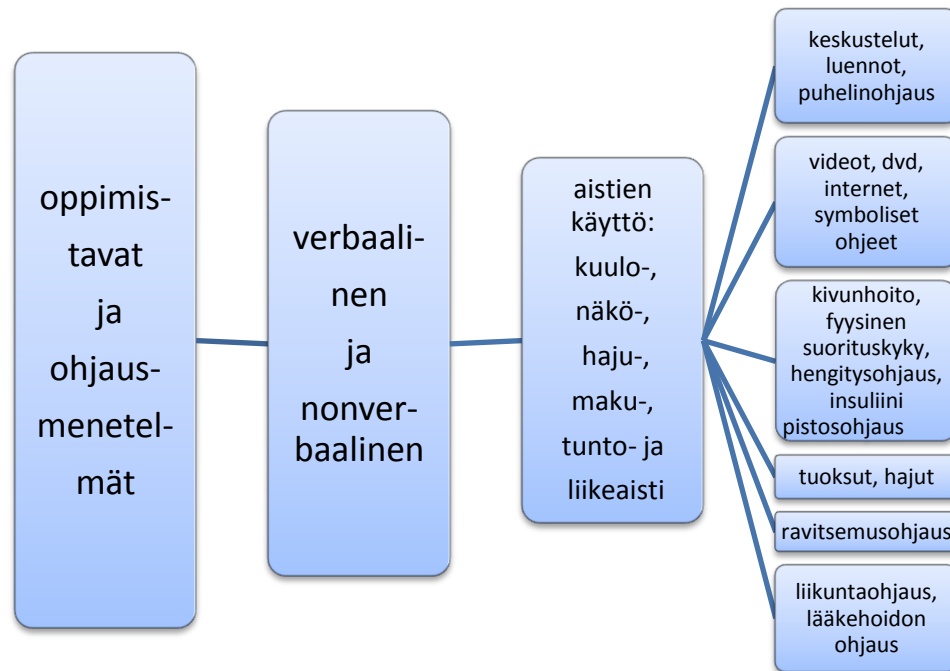 oppimis-
tavat
ja
ohjaus-
menetel-
mät
verbaali-
nen
ja
nonver-
baalinen
aistien
käyttö:
kuulo-,
näkö-,
haju-,
maku-,
tunto- ja
liikeaisti
keskustelut,
luennot,
puhelinohjaus
videot, dvd,
internet,
symboliset
ohjeet
kivunhoito,
fyysinen
suorituskyky,
hengitysohjaus,
insuliini
pistosohjaus
tuoksut, hajut
ravitsemusohjaus
liikuntaohjaus,
lääkehoidon
ohjaus